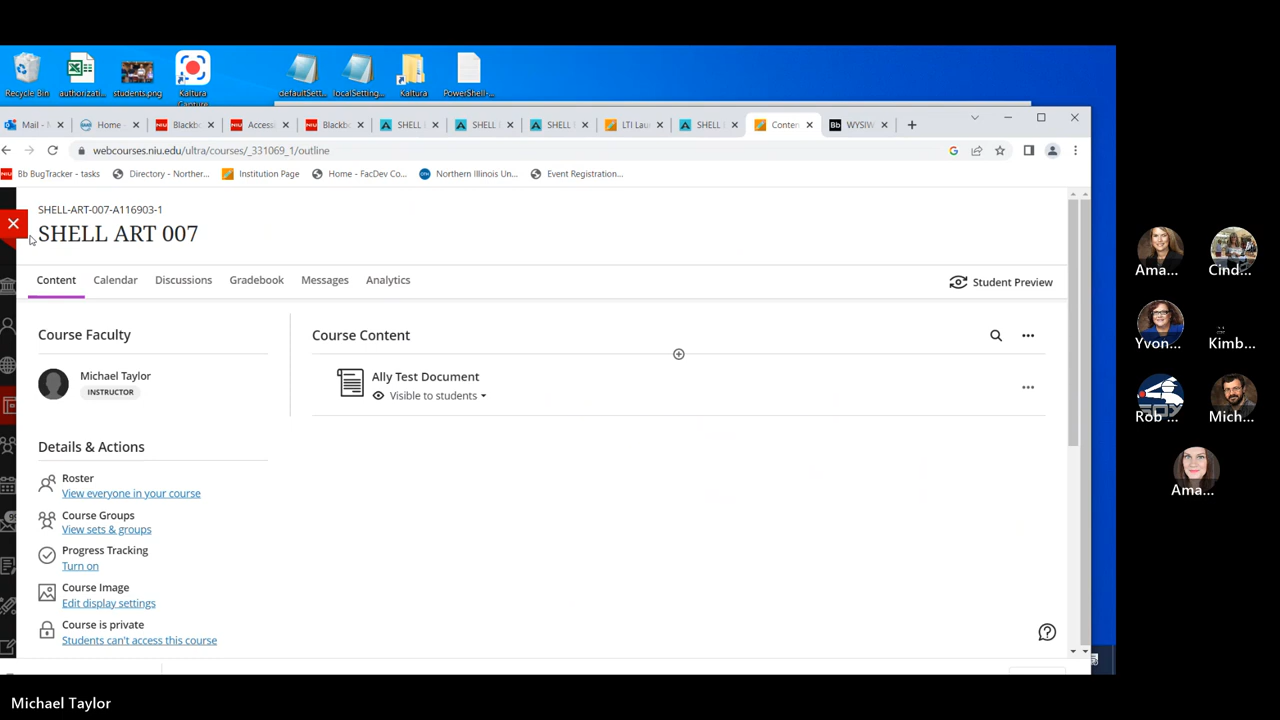 Recycle Bin
authorizati...
students.png
Kaltura
Capture
defaultSett...
localSetting...
Kaltura
PowerShell-
Mail -
Home
Blackb
Access
Blackb
SHELL
SHELL
SHELL
LTI Lau
SHELL
Conten
Bb
WYSIW
webcourses.niu.edu/ultra/courses/_331069_1/outline
Bb BugTracker - tasks
Directory - Norther...
Institution Page
Home - FacDev Co...
Northern Illinois Un...
Event Registration...
SHELL-ART-007-A116903-1
SHELL ART 007
Content
Calendar
Discussions
Gradebook
Messages
Analytics
Student Preview
Course Faculty
Michael Taylor
INSTRUCTOR
Course Content
Ally Test Document
Visible to students
Details & Actions
Roster
View everyone in your course
Course Groups
View sets & groups
Progress Tracking
Turn on
Course Image
Edit display settings
Course is private
Students can't access this course
Ama...
Cind...
Yvon...
Kimb...
Rob ...
Mich...
Ama...
Michael Taylor